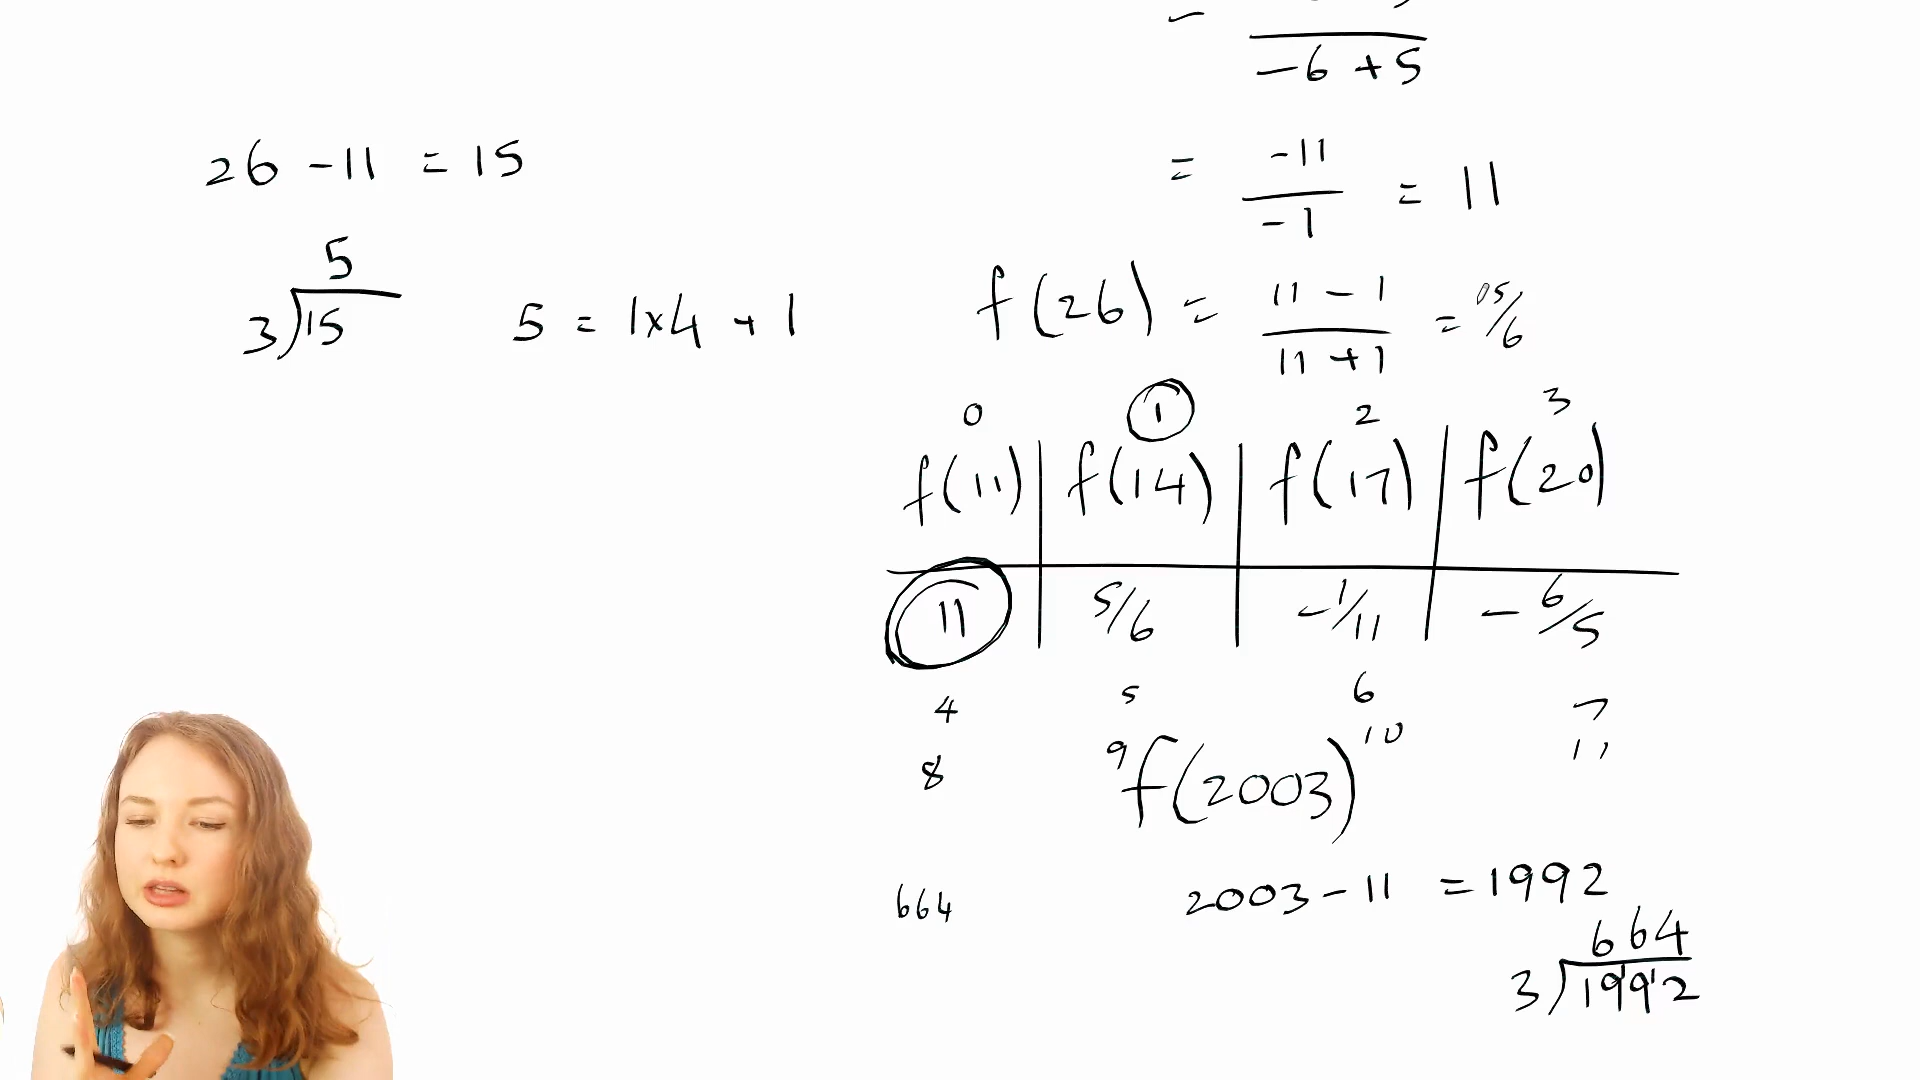 -6 + 5
26 - 11 = 15
= -11 / -1 = 11
5
3)15
5 = 1x4 + 1
f(26) = 11 - 1 / 11 + 1 = 5/6
0 1 2 3
f(11) f(14) f(17) f(20)
11 5/6 -1/11 -6/5
4 5 6 7
8 9 10 11
f(2003)
664
2003 - 11 = 1992
664
3)1992